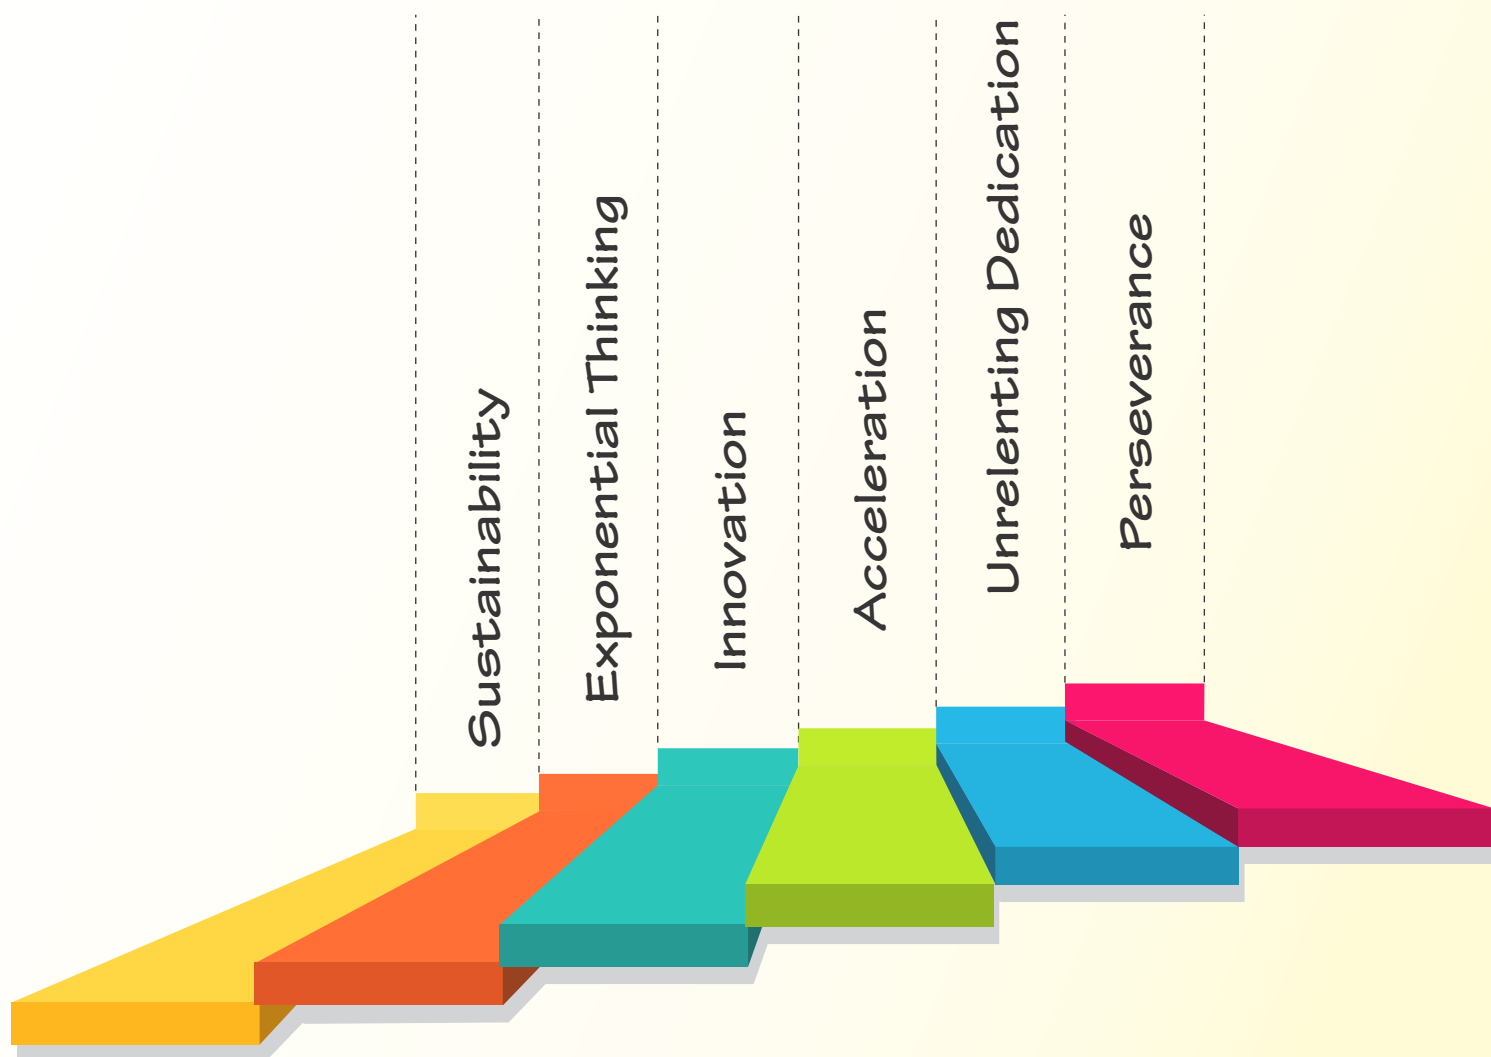 Sustainability
Exponential Thinking
Innovation
Acceleration
Unrelenting Dedication
Perseverance